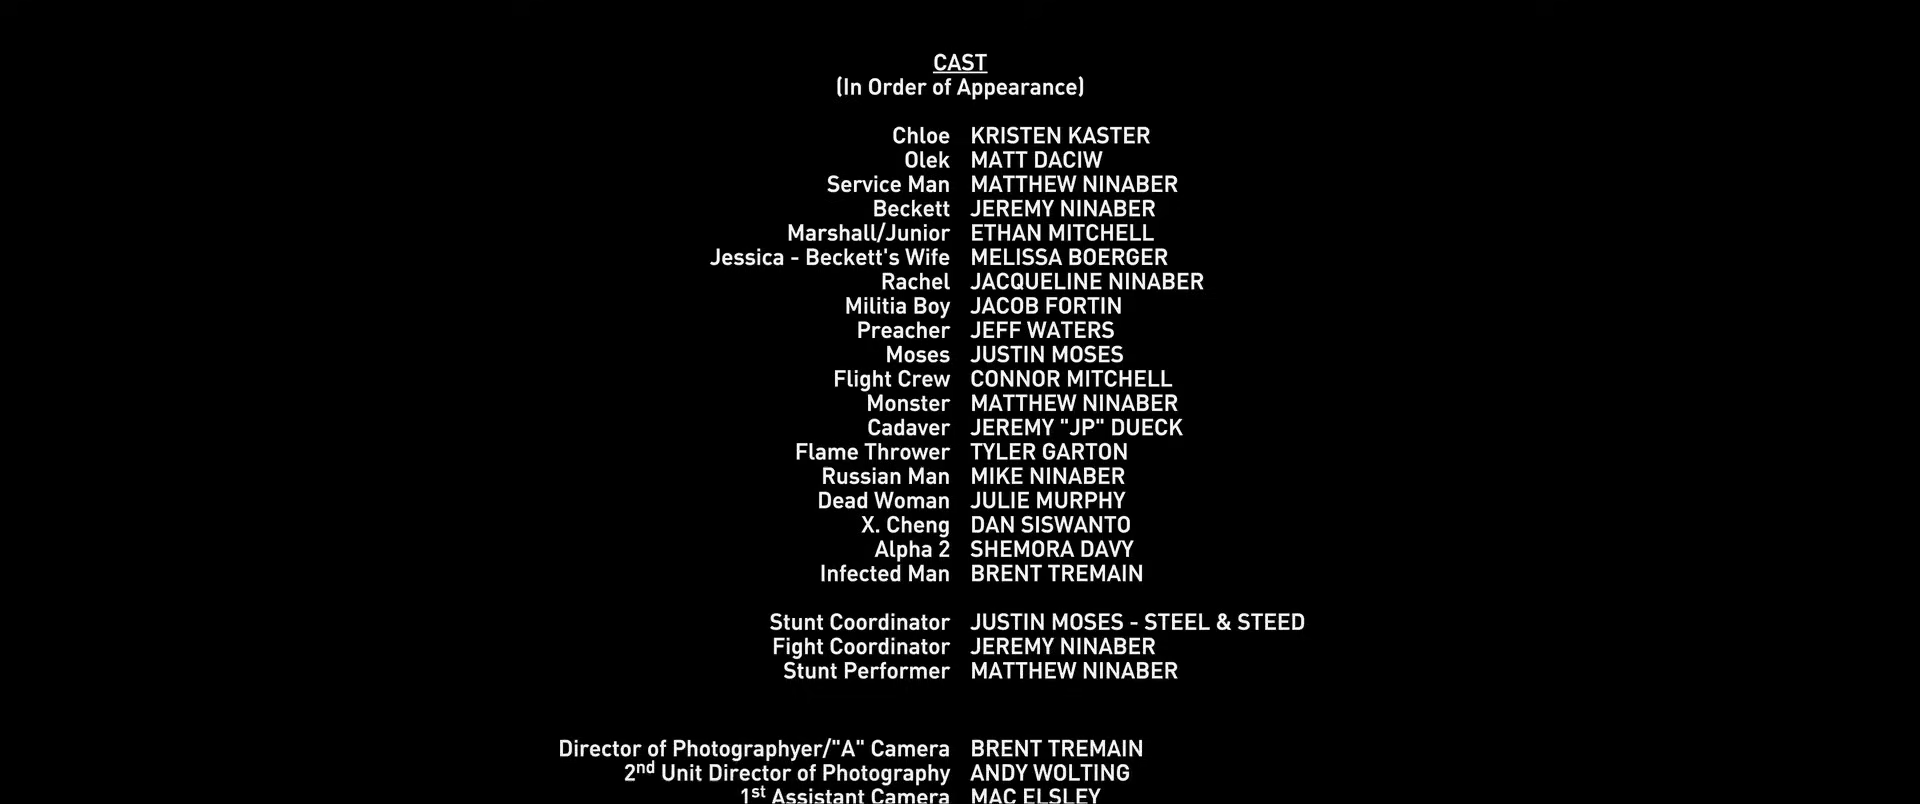 CAST
(In Order of Appearance)
Chloe KRISTEN KASTER
Olek MATT DACIW
Service Man MATTHEW NINABER
Beckett JEREMY NINABER
Marshall/Junior ETHAN MITCHELL
Jessica - Beckett's Wife MELISSA BOERGER
Rachel JACQUELINE NINABER
Militia Boy JACOB FORTIN
Preacher JEFF WATERS
Moses JUSTIN MOSES
Flight Crew CONNOR MITCHELL
Monster MATTHEW NINABER
Cadaver JEREMY "JP" DUECK
Flame Thrower TYLER GARTON
Russian Man MIKE NINABER
Dead Woman JULIE MURPHY
X. Cheng DAN SISWANTO
Alpha 2 SHEMORA DAVY
Infected Man BRENT TREMAIN
Stunt Coordinator JUSTIN MOSES - STEEL & STEED
Fight Coordinator JEREMY NINABER
Stunt Performer MATTHEW NINABER
Director of Photographyer/"A" Camera BRENT TREMAIN
2nd Unit Director of Photography ANDY WOLTING
1st Assistant Camera MAC ELSLEY